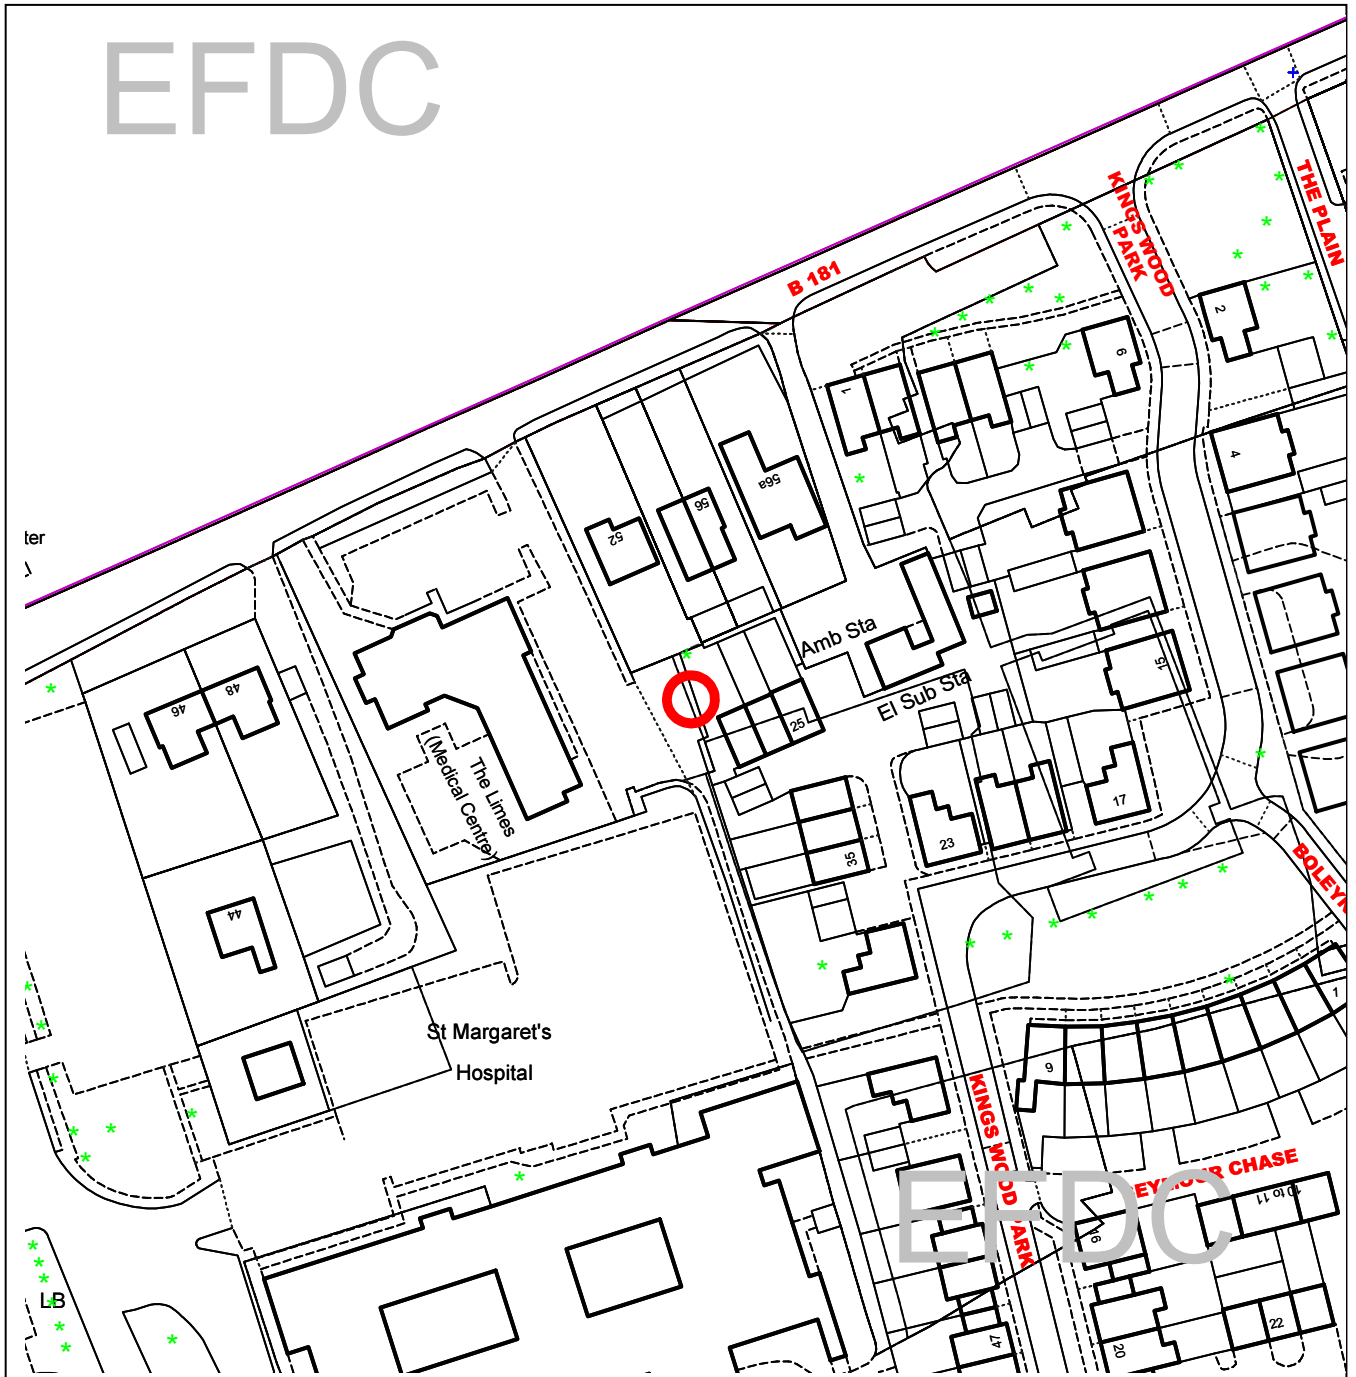 EFDC
THE PLAIN
KINGS WOOD
PARK
B 181
2
6
1
4
56a
56
52
ter
Amb Sta
El Sub Sta
15
48
46
25
The Limes
(Medical Centre)
17
23
35
BOLEYN
44
St Margaret's
Hospital
1
9
KINGS WOOD PARK
SEYMOUR CHASE
EFDC
10 to 11
16
LB
22
47
20